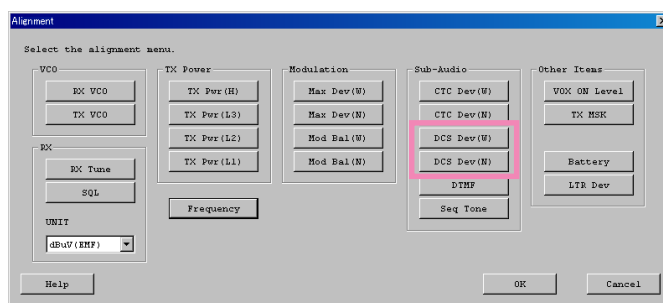 Alignment
Select the alignment menu.
VCO
RX VCO
TX VCO
RX
RX Tune
SQL
UNIT
dBuV(EMF)
TX Power
TX Pwr(H)
TX Pwr(L3)
TX Pwr(L2)
TX Pwr(L1)
Frequency
Modulation
Max Dev(W)
Max Dev(N)
Mod Bal(W)
Mod Bal(N)
Sub-Audio
CTC Dev(W)
CTC Dev(N)
DCS Dev(W)
DCS Dev(N)
DTMF
Seq Tone
Other Items
VOX ON Level
TX MSK
Battery
LTR Dev
Help
OK
Cancel